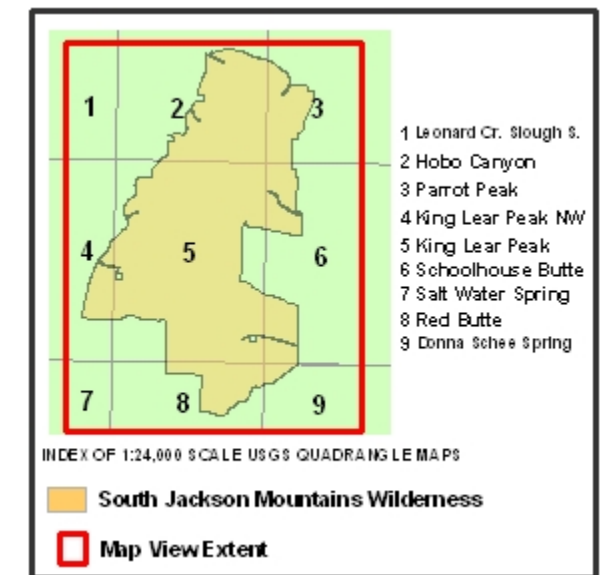 1
2
3
4
5
6
7
8
9
1 Leonard Cr. Slough S.
2 Hobo Canyon
3 Parrot Peak
4 King Lear Peak NW
5 King Lear Peak
6 Schoolhouse Butte
7 Salt Water Spring
8 Red Butte
9 Donna Schee Spring
INDEX OF 1:24,000 SCALE USGS QUADRANGLE MAPS
South Jackson Mountains Wilderness
Map View Extent